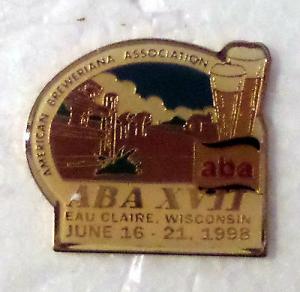 AMERICAN BREWERIANA ASSOCIATION
aba
ABA XVII
EAU CLAIRE, WISCONSIN
JUNE 16 - 21, 1998